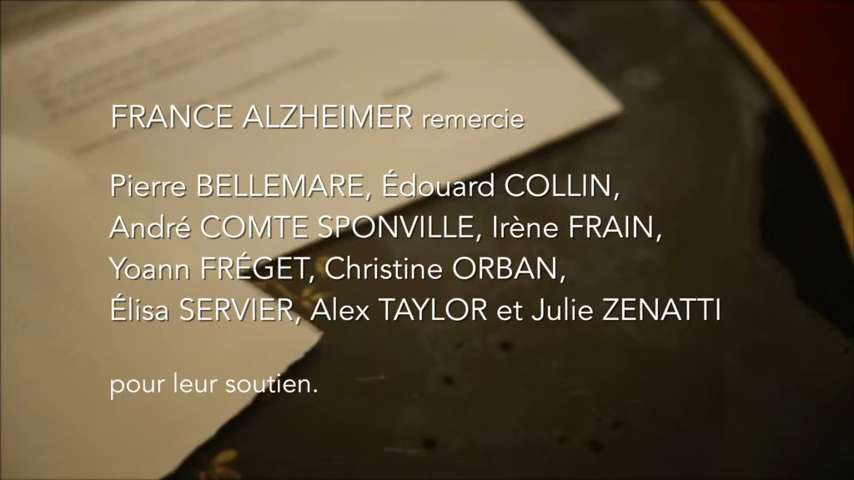 FRANCE ALZHEIMER remercie
Pierre BELLEMARE, Édouard COLLIN,
André COMTE SPONVILLE, Irène FRAIN,
Yoann FRÉGET, Christine ORBAN,
Élisa SERVIER, Alex TAYLOR et Julie ZENATTI
pour leur soutien.